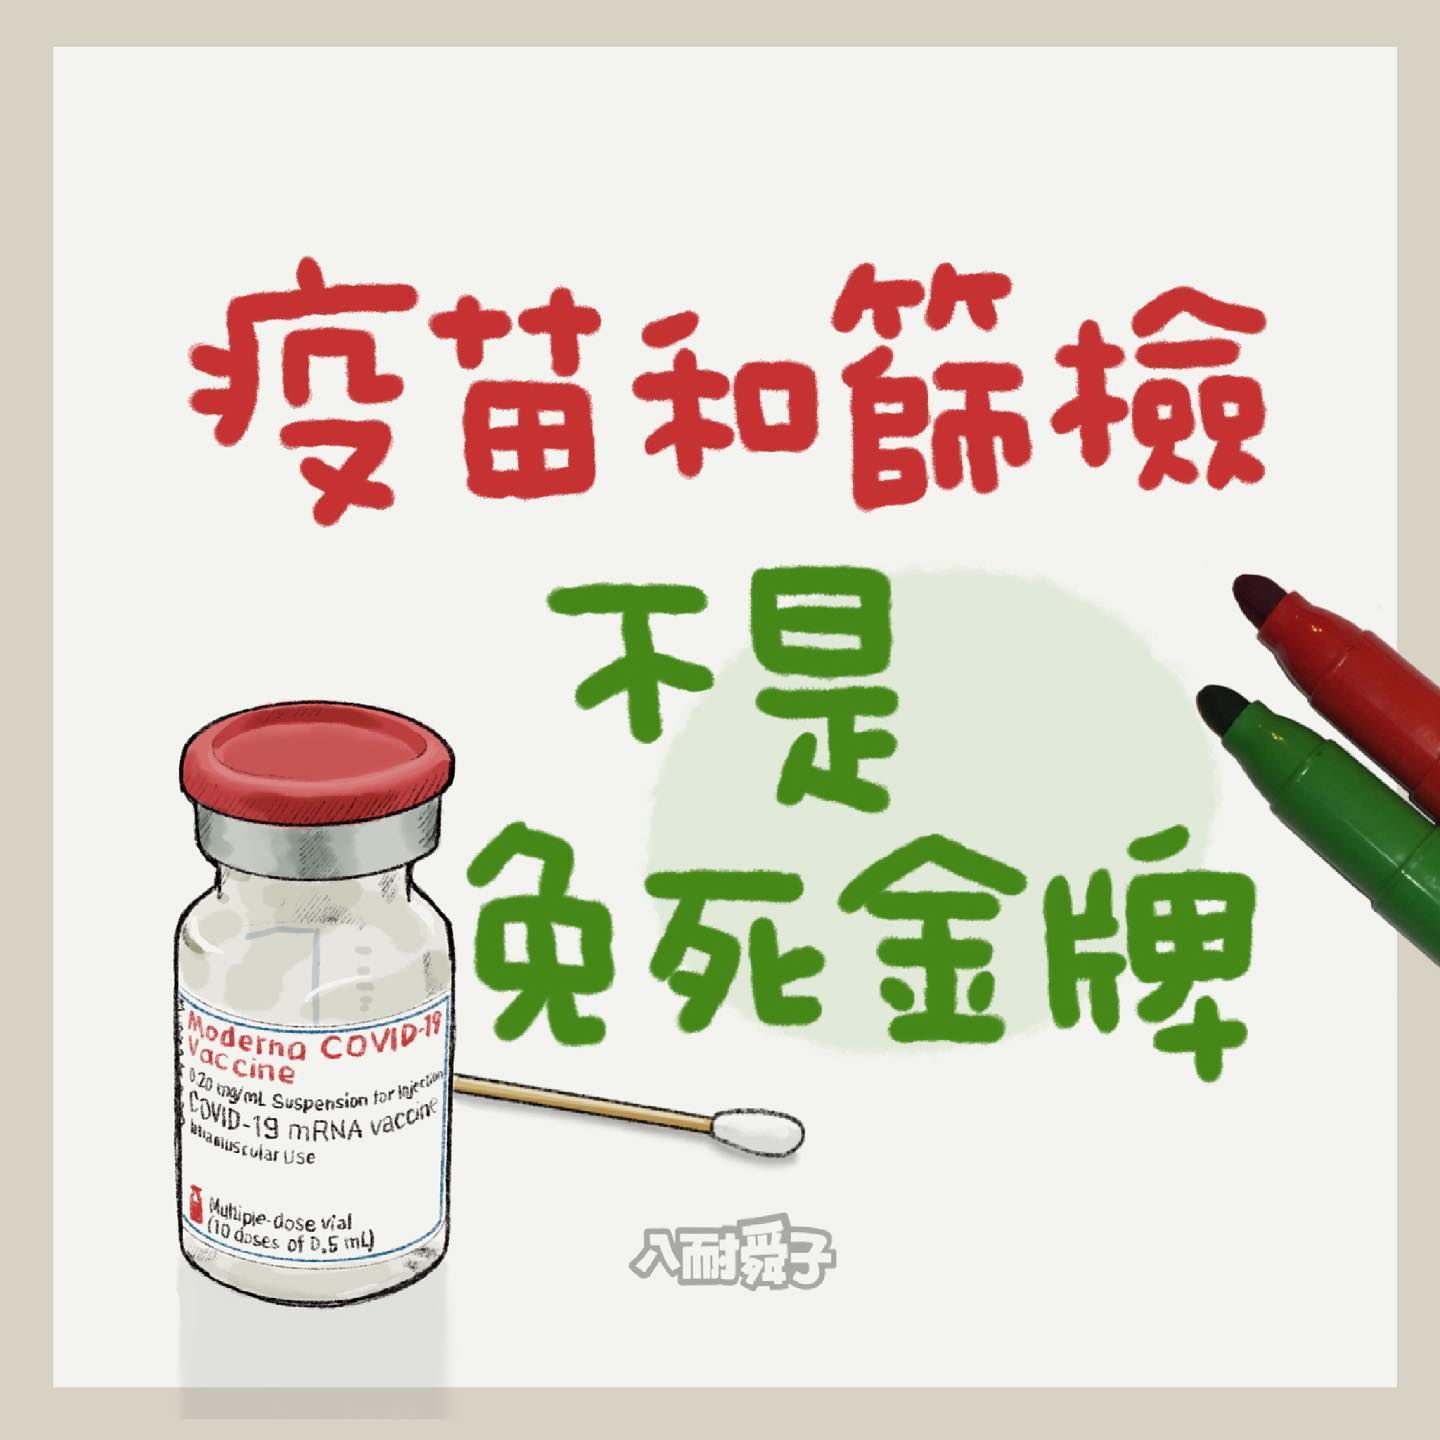 疫苗和篩檢
不是
免死金牌
Moderna COVID-19
Vaccine
0.20 mg/mL Suspension for Injection
COVID-19 mRNA vaccine
Intramuscular Use
Multiple-dose vial
(10 doses of 0.5 mL)
八耐舜子